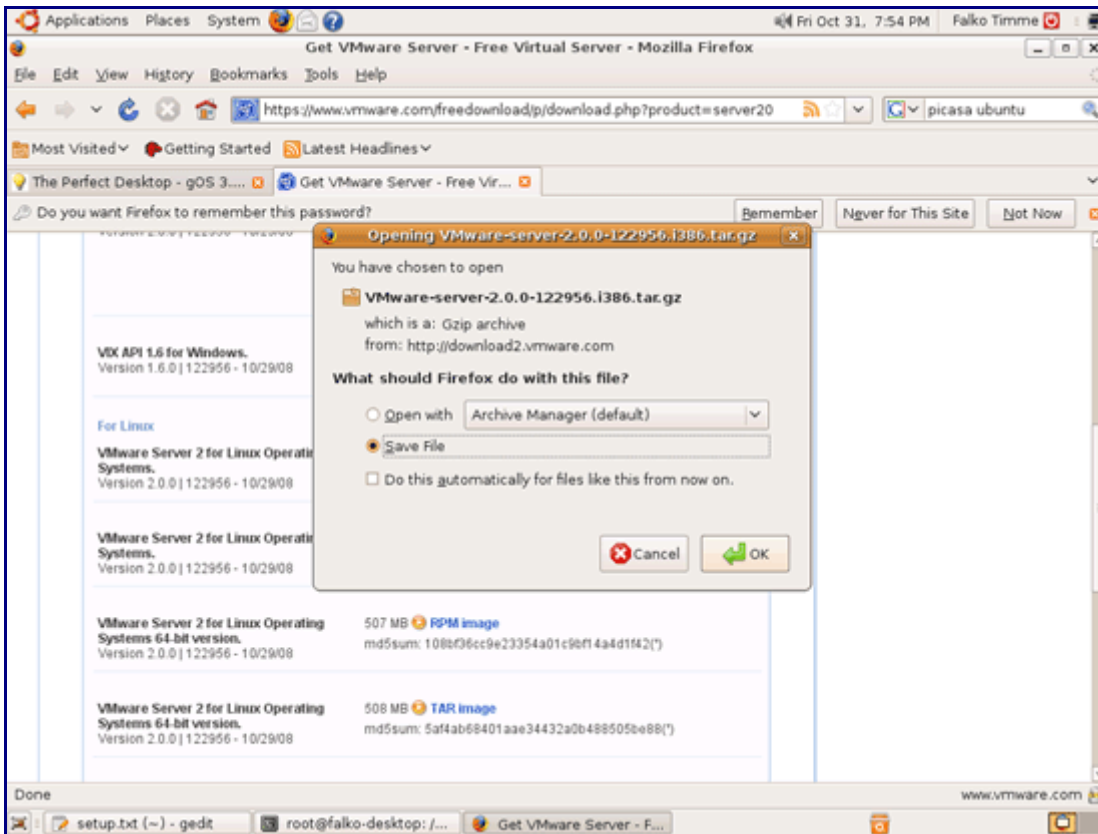 Applications Places System
Fri Oct 31, 7:54 PM Falko Timme
Get VMware Server - Free Virtual Server - Mozilla Firefox
File Edit View History Bookmarks Tools Help
https://www.vmware.com/freedownload/p/download.php?product=server20
picasa ubuntu
Most Visited Getting Started Latest Headlines
The Perfect Desktop - gOS 3.... Get VMware Server - Free Vir...
Do you want Firefox to remember this password? Remember Never for This Site Not Now
Opening VMware-server-2.0.0-122956.i386.tar.gz
You have chosen to open
VMware-server-2.0.0-122956.i386.tar.gz
which is a: Gzip archive
from: http://download2.vmware.com
What should Firefox do with this file?
Open with Archive Manager (default)
Save File
Do this automatically for files like this from now on.
Cancel OK
VIX API 1.6 for Windows.
Version 1.6.0 | 122956 - 10/29/08
For Linux
VMware Server 2 for Linux Operatin
Systems.
Version 2.0.0 | 122956 - 10/29/08
VMware Server 2 for Linux Operatin
Systems.
Version 2.0.0 | 122956 - 10/29/08
VMware Server 2 for Linux Operating
Systems 64-bit version.
Version 2.0.0 | 122956 - 10/29/08
507 MB RPM image
md5sum: 108bf36cc9e23354a01c9bf14a4d1f42(*)
VMware Server 2 for Linux Operating
Systems 64-bit version.
Version 2.0.0 | 122956 - 10/29/08
508 MB TAR image
md5sum: 5af4ab68401aae34432a0b488505be88(*)
Done www.vmware.com
setup.txt (~) - gedit root@falko-desktop: /... Get VMware Server - F...